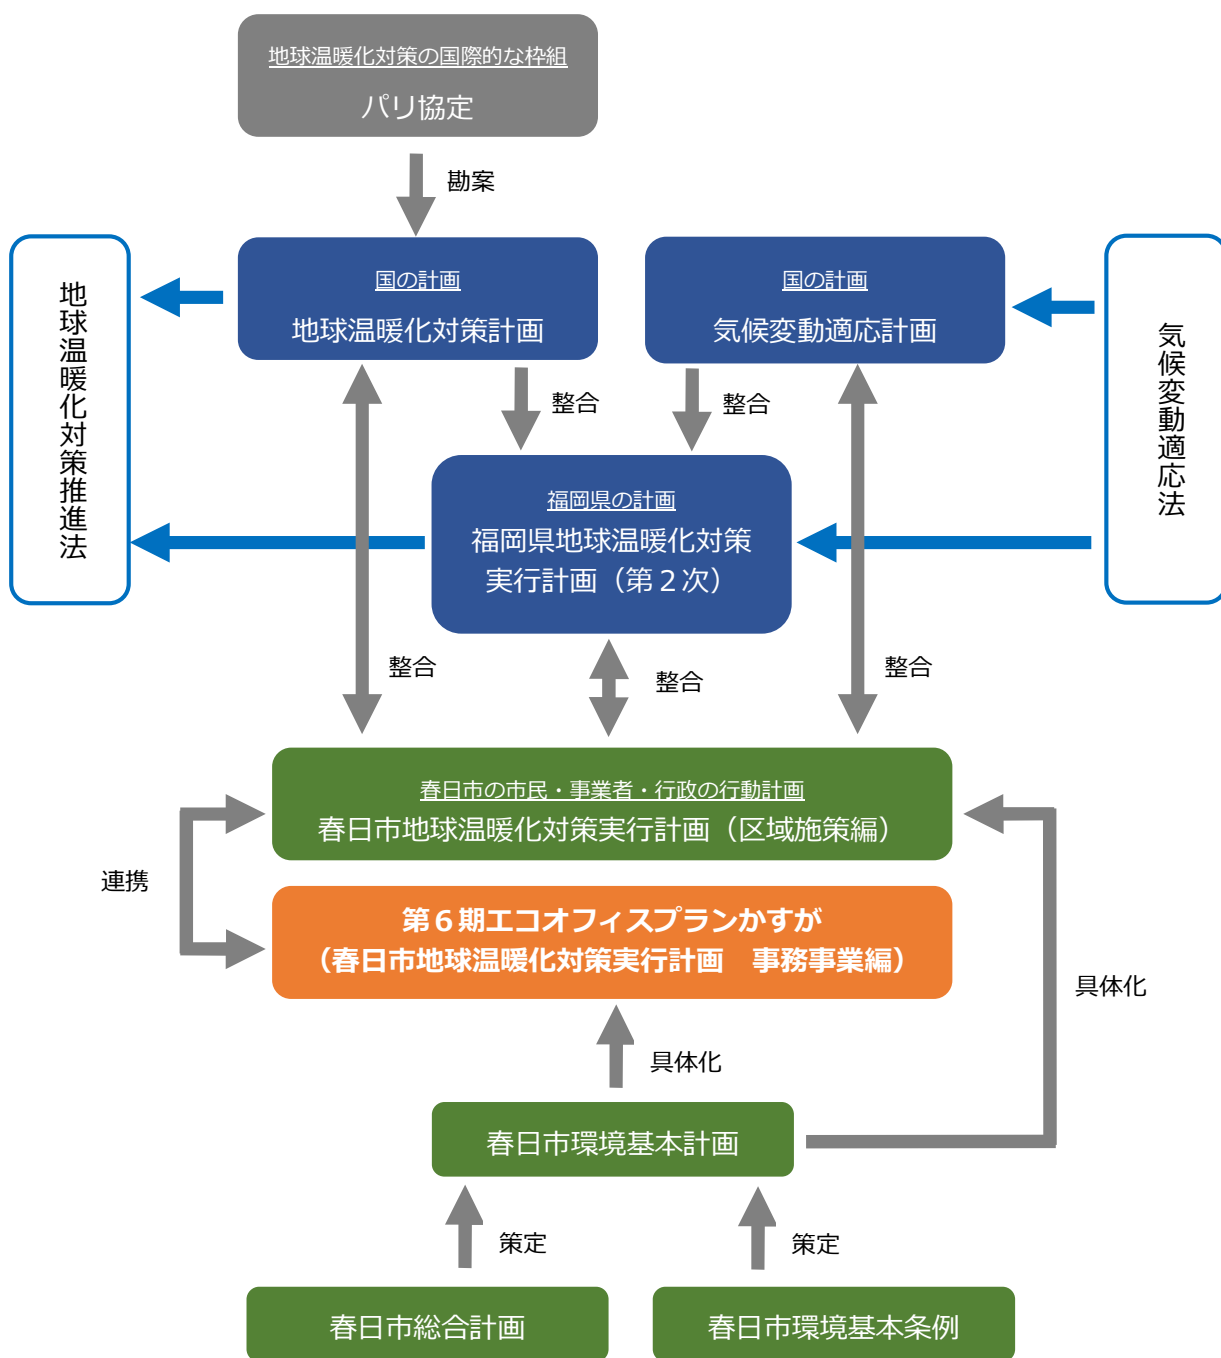 地球温暖化対策の国際的な枠組
パリ協定
勘案
国の計画
地球温暖化対策計画
国の計画
気候変動適応計画
地球温暖化対策推進法
気候変動適応法
整合
整合
福岡県の計画
福岡県地球温暖化対策
実行計画（第２次）
整合
整合
整合
春日市の市民・事業者・行政の行動計画
春日市地球温暖化対策実行計画（区域施策編）
連携
第６期エコオフィスプランかすが
（春日市地球温暖化対策実行計画　事務事業編）
具体化
具体化
春日市環境基本計画
策定
策定
春日市総合計画
春日市環境基本条例